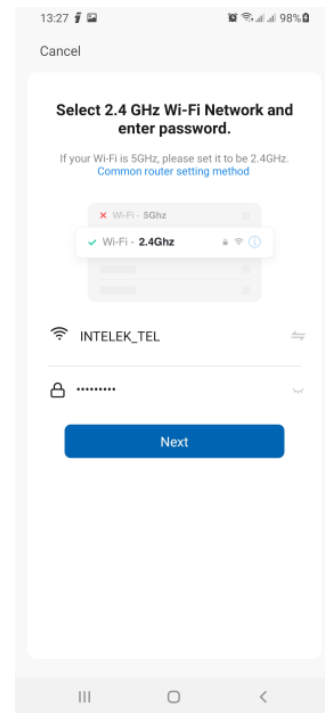 13:27 98%
Cancel
Select 2.4 GHz Wi-Fi Network and
enter password.
If your Wi-Fi is 5GHz, please set it to be 2.4GHz.
Common router setting method
Wi-Fi - 5Ghz
Wi-Fi - 2.4Ghz
INTELEK_TEL
•••••••••
Next